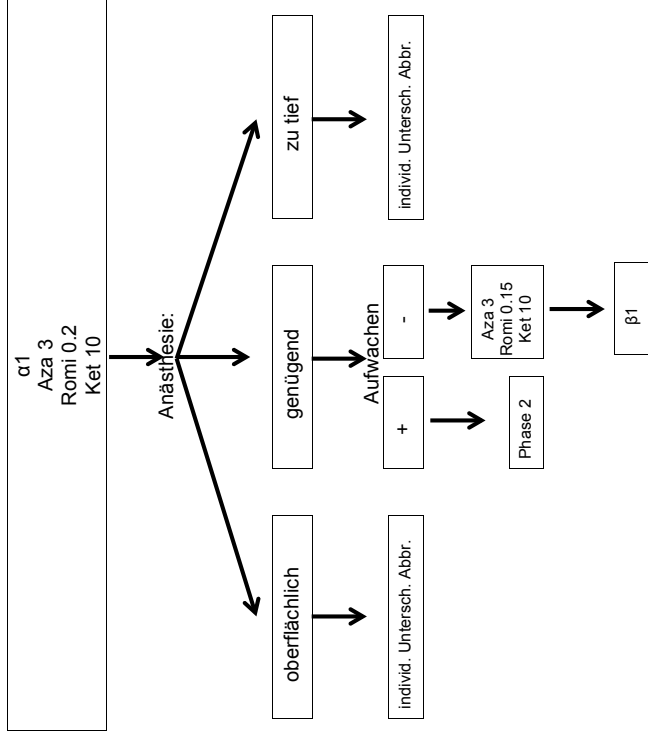 α1
Aza 3
Romi 0.2
Ket 10
Anästhesie:
oberflächlich
genügend
zu tief
individ. Untersch. Abbr.
Aufwachen
individ. Untersch. Abbr.
+
-
Phase 2
Aza 3
Romi 0.15
Ket 10
β1